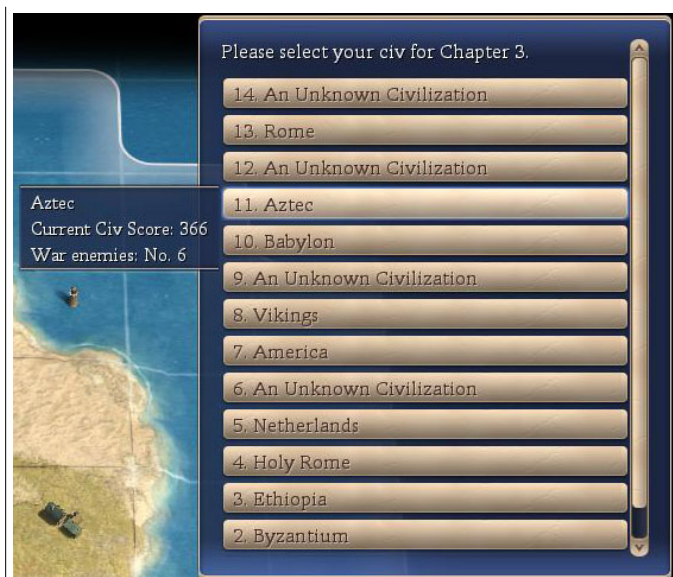 Please select your civ for Chapter 3.
14. An Unknown Civilization
13. Rome
12. An Unknown Civilization
11. Aztec
10. Babylon
9. An Unknown Civilization
8. Vikings
7. America
6. An Unknown Civilization
5. Netherlands
4. Holy Rome
3. Ethiopia
2. Byzantium
Aztec
Current Civ Score: 366
War enemies: No. 6